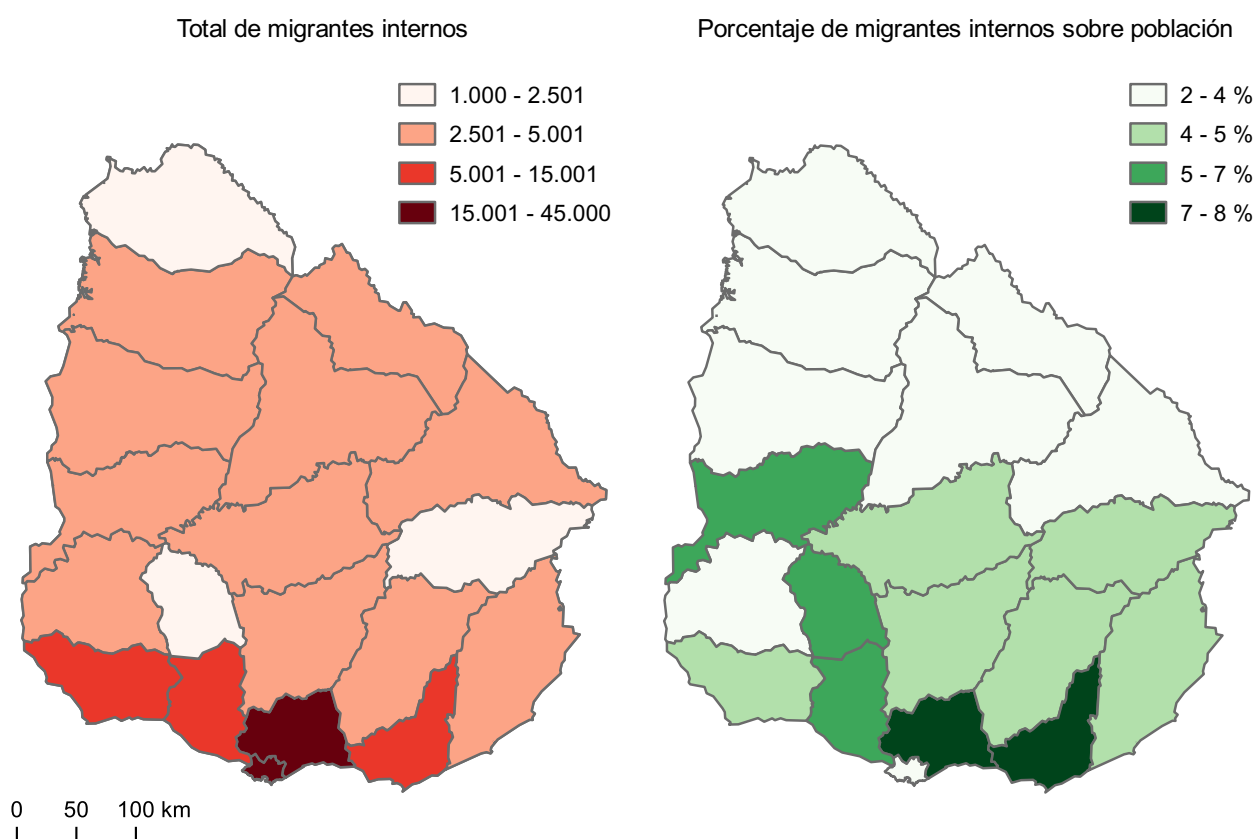 Total de migrantes internos
1.000 - 2.501
2.501 - 5.001
5.001 - 15.001
15.001 - 45.000
0 50 100 km
Porcentaje de migrantes internos sobre población
2 - 4 %
4 - 5 %
5 - 7 %
7 - 8 %